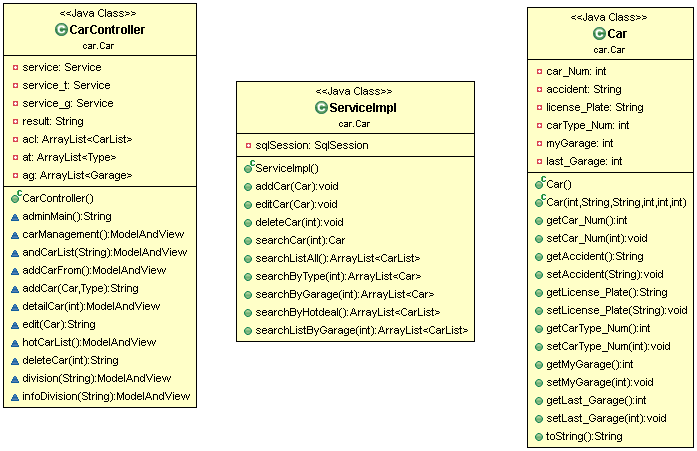 <<Java Class>>
CarController
car.Car
service: Service
service_t: Service
service_g: Service
result: String
acl: ArrayList<CarList>
at: ArrayList<Type>
ag: ArrayList<Garage>
CarController()
adminMain():String
carManagement():ModelAndView
andCarList(String):ModelAndView
addCarFrom():ModelAndView
addCar(Car,Type):String
detailCar(int):ModelAndView
edit(Car):String
hotCarList():ModelAndView
deleteCar(int):String
division(String):ModelAndView
infoDivision(String):ModelAndView
<<Java Class>>
ServiceImpl
car.Car
sqlSession: SqlSession
ServiceImpl()
addCar(Car):void
editCar(Car):void
deleteCar(int):void
searchCar(int):Car
searchListAll():ArrayList<CarList>
searchByType(int):ArrayList<Car>
searchByGarage(int):ArrayList<Car>
searchByHotdeal():ArrayList<CarList>
searchListByGarage(int):ArrayList<CarList>
<<Java Class>>
Car
car.Car
car_Num: int
accident: String
license_Plate: String
carType_Num: int
myGarage: int
last_Garage: int
Car()
Car(int,String,String,int,int,int)
getCar_Num():int
setCar_Num(int):void
getAccident():String
setAccident(String):void
getLicense_Plate():String
setLicense_Plate(String):void
getCarType_Num():int
setCarType_Num(int):void
getMyGarage():int
setMyGarage(int):void
getLast_Garage():int
setLast_Garage(int):void
toString():String